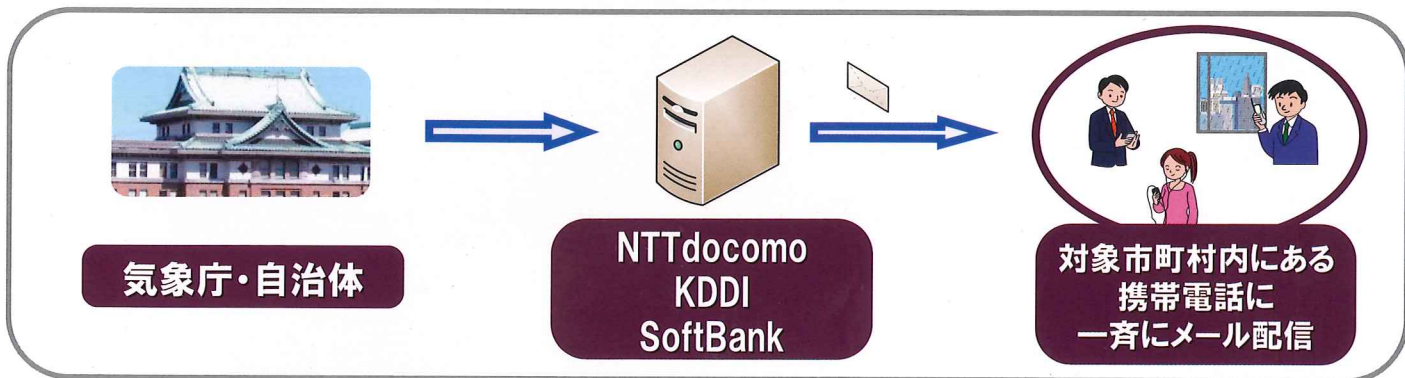 気象庁・自治体
NTTdocomo
KDDI
SoftBank
対象市町村内にある
携帯電話に
一斉にメール配信